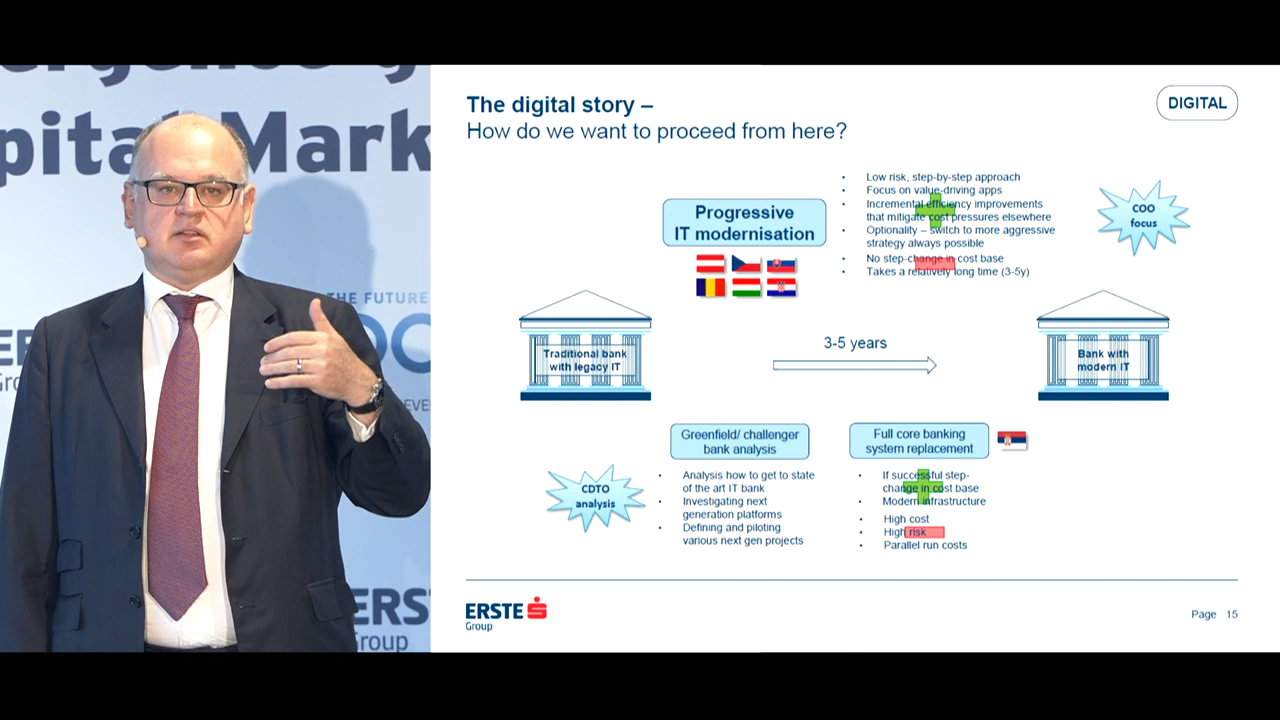 pital Mark
THE FUTURE
Group
ERS
Group
The digital story –
How do we want to proceed from here?
DIGITAL
Progressive
IT modernisation
• Low risk, step-by-step approach
• Focus on value-driving apps
• Incremental efficiency improvements
that mitigate cost pressures elsewhere
• Optionality – switch to more aggressive
strategy always possible
• No step-change in cost base
• Takes a relatively long time (3-5y)
COO
focus
Traditional bank
with legacy IT
3-5 years
Bank with
modern IT
Greenfield/ challenger
bank analysis
CDTO
analysis
• Analysis how to get to state
of the art IT bank
• Investigating next
generation platforms
• Defining and piloting
various next gen projects
Full core banking
system replacement
• If successful step-
change in cost base
• Modern infrastructure
• High cost
• High risk
• Parallel run costs
ERSTE
Group
Page 15